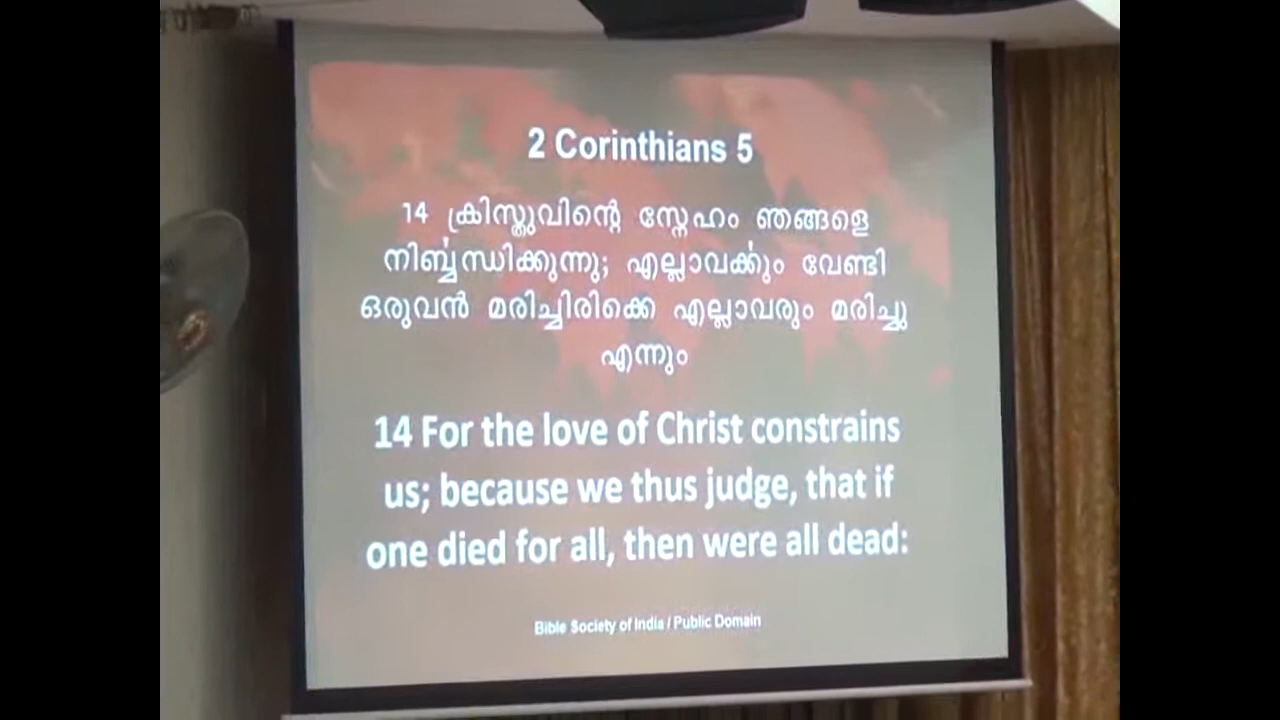 2 Corinthians 5
14 ക്രിസ്തുവിന്റെ സ്നേഹം ഞങ്ങളെ
നിർബ്ബന്ധിക്കുന്നു; എല്ലാവർക്കും വേണ്ടി
ഒരുവൻ മരിച്ചിരിക്കെ എല്ലാവരും മരിച്ചു
എന്നും
14 For the love of Christ constrains
us; because we thus judge, that if
one died for all, then were all dead:
Bible Society of India / Public Domain